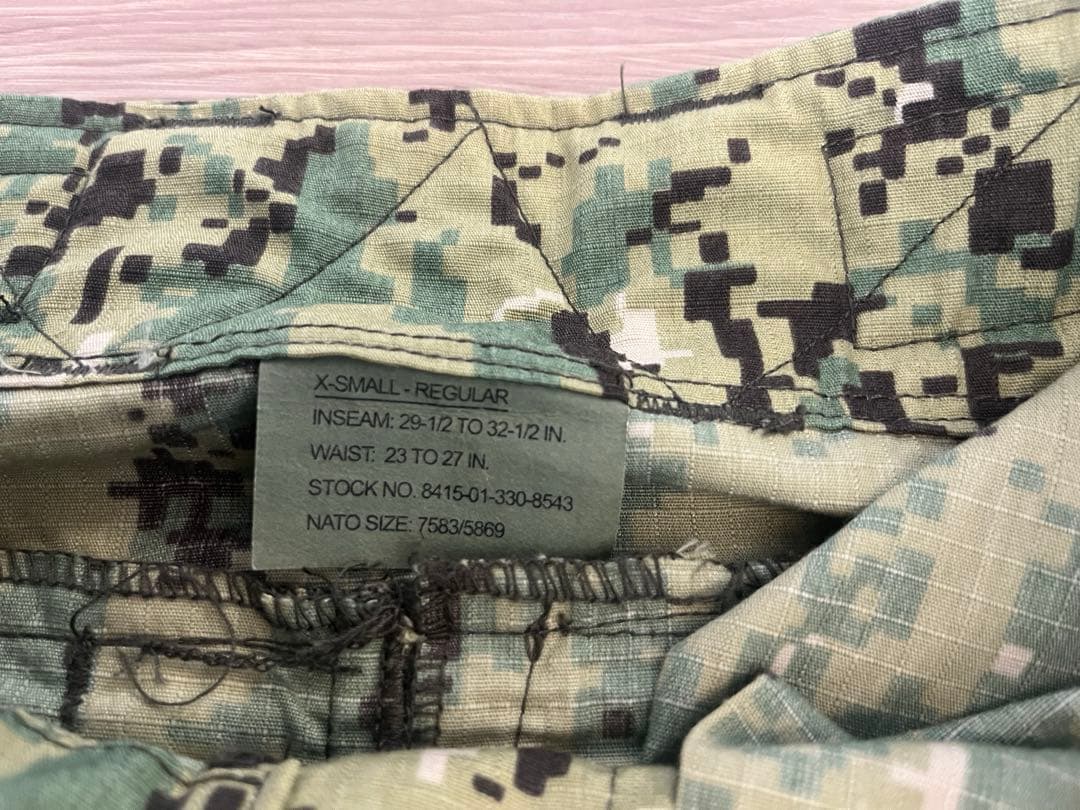 X-SMALL - REGULAR
INSEAM: 29-1/2 TO 32-1/2 IN.
WAIST: 23 TO 27 IN.
STOCK NO. 8415-01-330-8543
NATO SIZE: 7583/5869